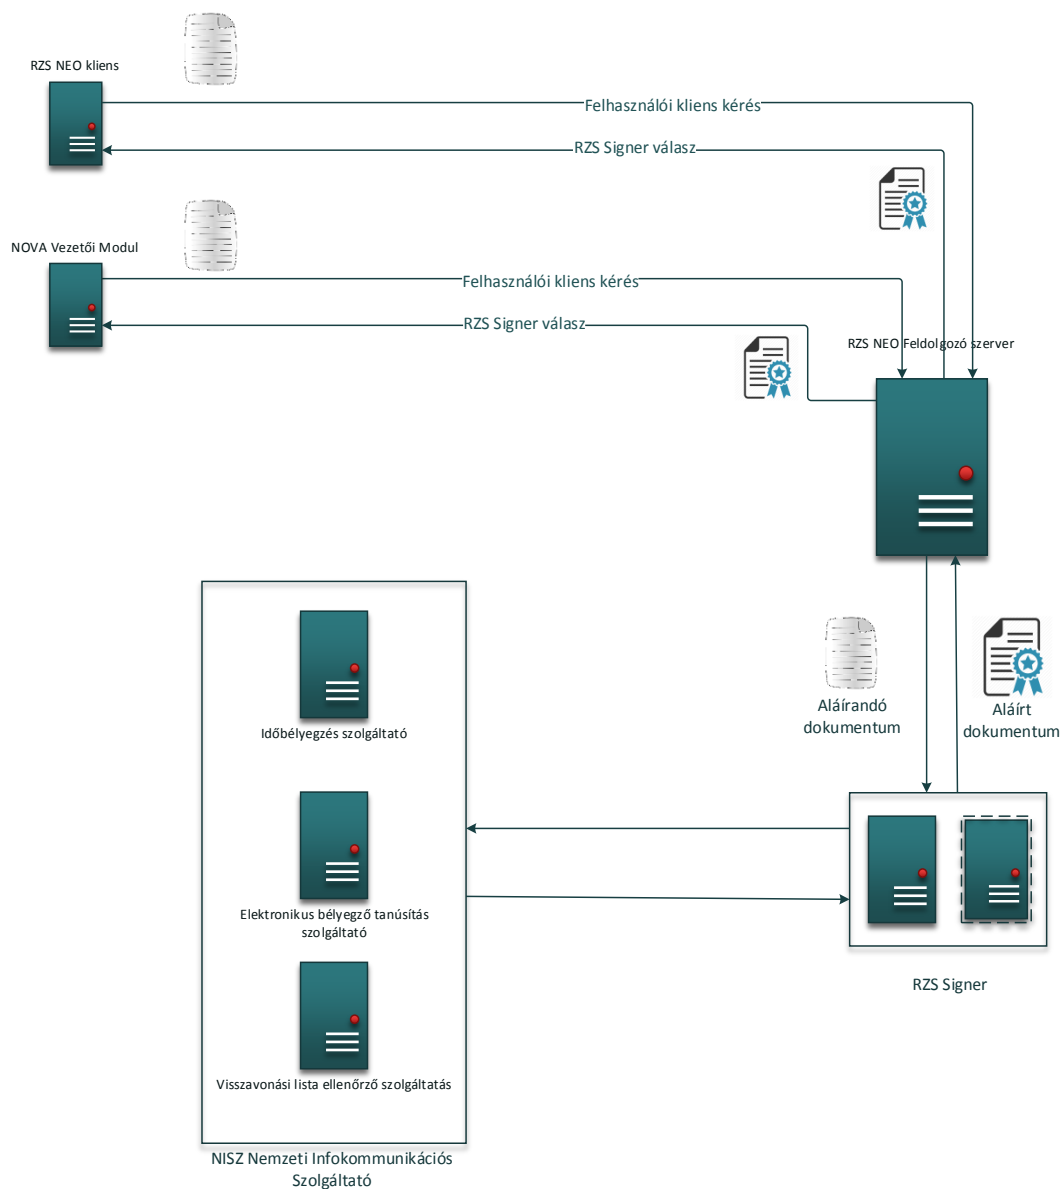 RZS NEO kliens
Felhasználói kliens kérés
RZS Signer válasz
NOVA Vezetői Modul
Felhasználói kliens kérés
RZS Signer válasz
RZS NEO Feldolgozó szerver
Aláírandó
dokumentum
Aláírt
dokumentum
Időbélyegzés szolgáltató
Elektronikus bélyegző tanúsítás
szolgáltató
RZS Signer
Visszavonási lista ellenőrző szolgáltatás
NISZ Nemzeti Infokommunikációs
Szolgáltató